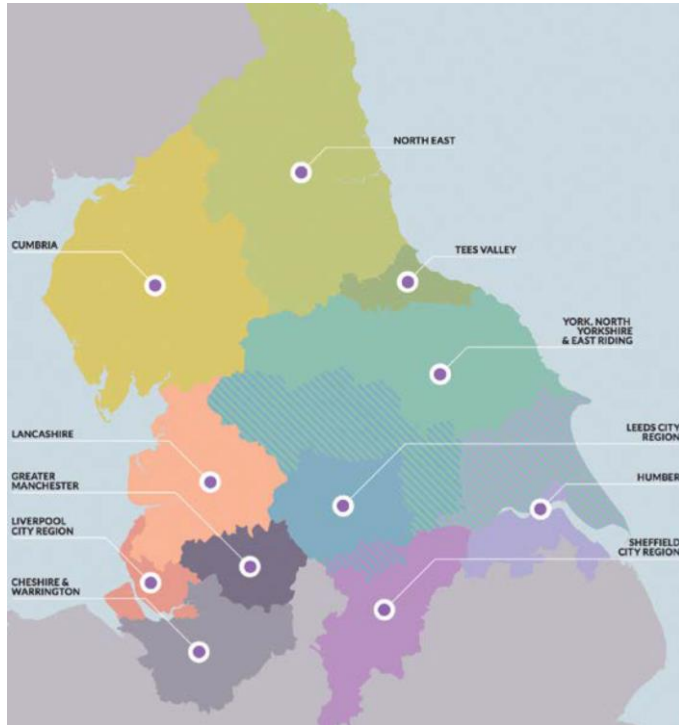 NORTH EAST
CUMBRIA
TEES VALLEY
YORK, NORTH
YORKSHIRE
& EAST RIDING
LANCASHIRE
LEEDS CITY
REGION
GREATER
MANCHESTER
HUMBER
LIVERPOOL
CITY REGION
SHEFFIELD
CITY REGION
CHESHIRE &
WARRINGTON